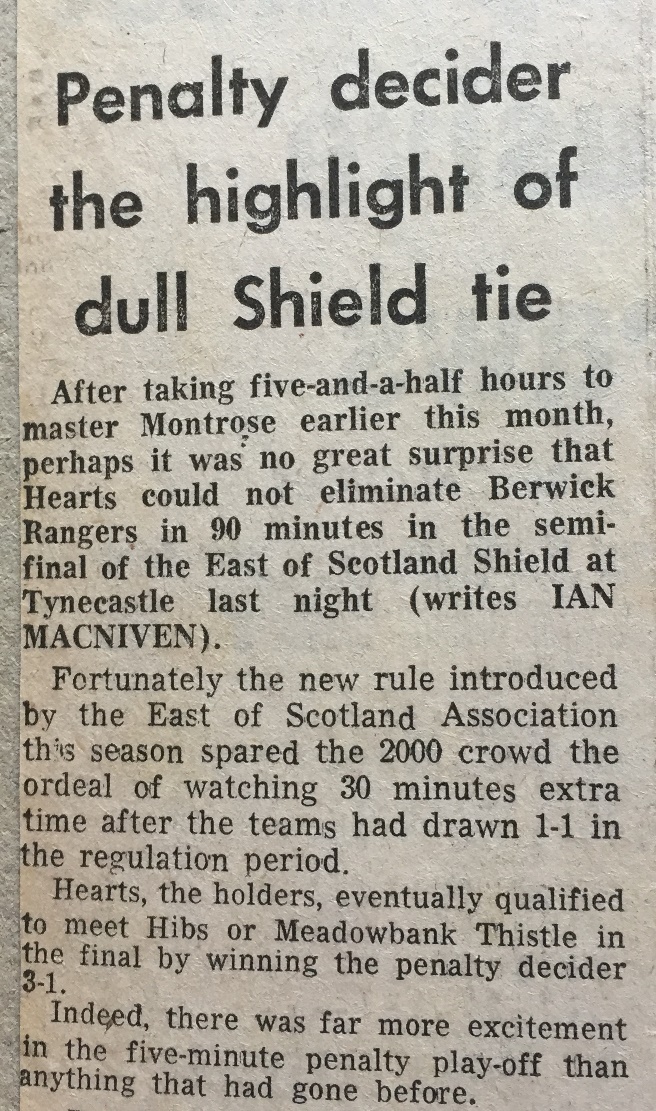 Penalty decider
the highlight of
dull Shield tie
After taking five-and-a-half hours to
master Montrose earlier this month,
perhaps it was no great surprise that
Hearts could not eliminate Berwick
Rangers in 90 minutes in the semi-
final of the East of Scotland Shield at
Tynecastle last night (writes IAN
MACNIVEN).
Fortunately the new rule introduced
by the East of Scotland Association
this season spared the 2000 crowd the
ordeal of watching 30 minutes extra
time after the teams had drawn 1-1 in
the regulation period.
Hearts, the holders, eventually qualified
to meet Hibs or Meadowbank Thistle in
the final by winning the penalty decider
3-1.
Indeed, there was far more excitement
in the five-minute penalty play-off than
anything that had gone before.